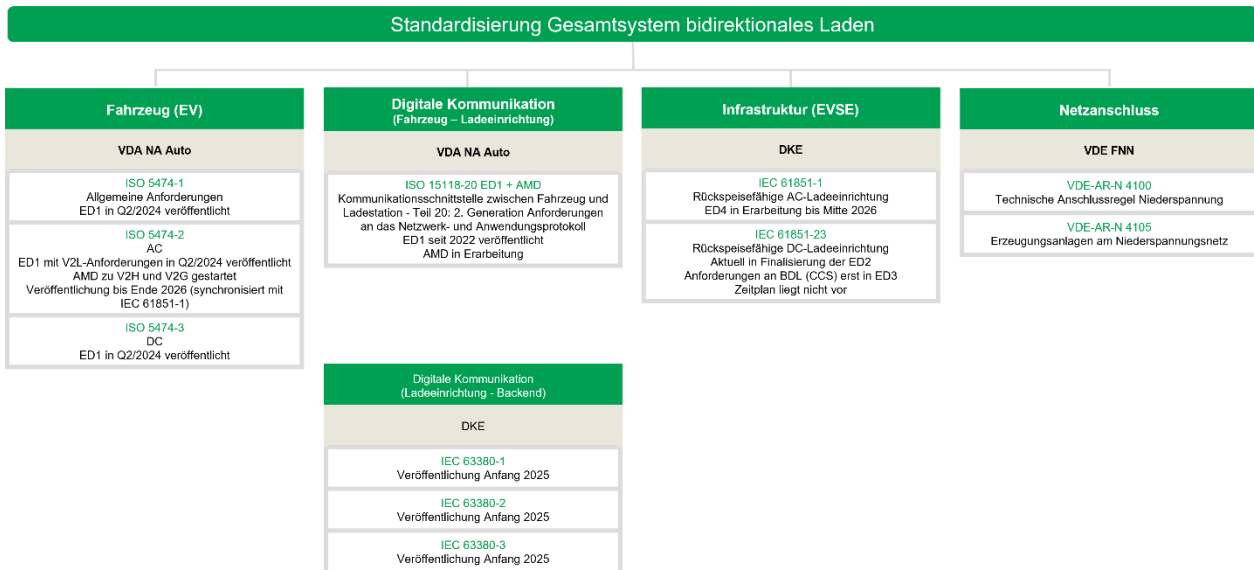 Standardisierung Gesamtsystem bidirektionales Laden
Fahrzeug (EV)
VDA NA Auto
ISO 5474-1
Allgemeine Anforderungen
ED1 in Q2/2024 veröffentlicht
ISO 5474-2
AC
ED1 mit V2L-Anforderungen in Q2/2024 veröffentlicht
AMD zu V2H und V2G gestartet
Veröffentlichung bis Ende 2026 (synchronisiert mit
IEC 61851-1)
ISO 5474-3
DC
ED1 in Q2/2024 veröffentlicht
Digitale Kommunikation
(Fahrzeug – Ladeeinrichtung)
VDA NA Auto
ISO 15118-20 ED1 + AMD
Kommunikationsschnittstelle zwischen Fahrzeug und
Ladestation - Teil 20: 2. Generation Anforderungen
an das Netzwerk- und Anwendungsprotokoll
ED1 seit 2022 veröffentlicht
AMD in Erarbeitung
Digitale Kommunikation
(Ladeeinrichtung - Backend)
DKE
IEC 63380-1
Veröffentlichung Anfang 2025
IEC 63380-2
Veröffentlichung Anfang 2025
IEC 63380-3
Veröffentlichung Anfang 2025
Infrastruktur (EVSE)
DKE
IEC 61851-1
Rückspeisefähige AC-Ladeeinrichtung
ED4 in Erarbeitung bis Mitte 2026
IEC 61851-23
Rückspeisefähige DC-Ladeeinrichtung
Aktuell in Finalisierung der ED2
Anforderungen an BDL (CCS) erst in ED3
Zeitplan liegt nicht vor
Netzanschluss
VDE FNN
VDE-AR-N 4100
Technische Anschlussregel Niederspannung
VDE-AR-N 4105
Erzeugungsanlagen am Niederspannungsnetz